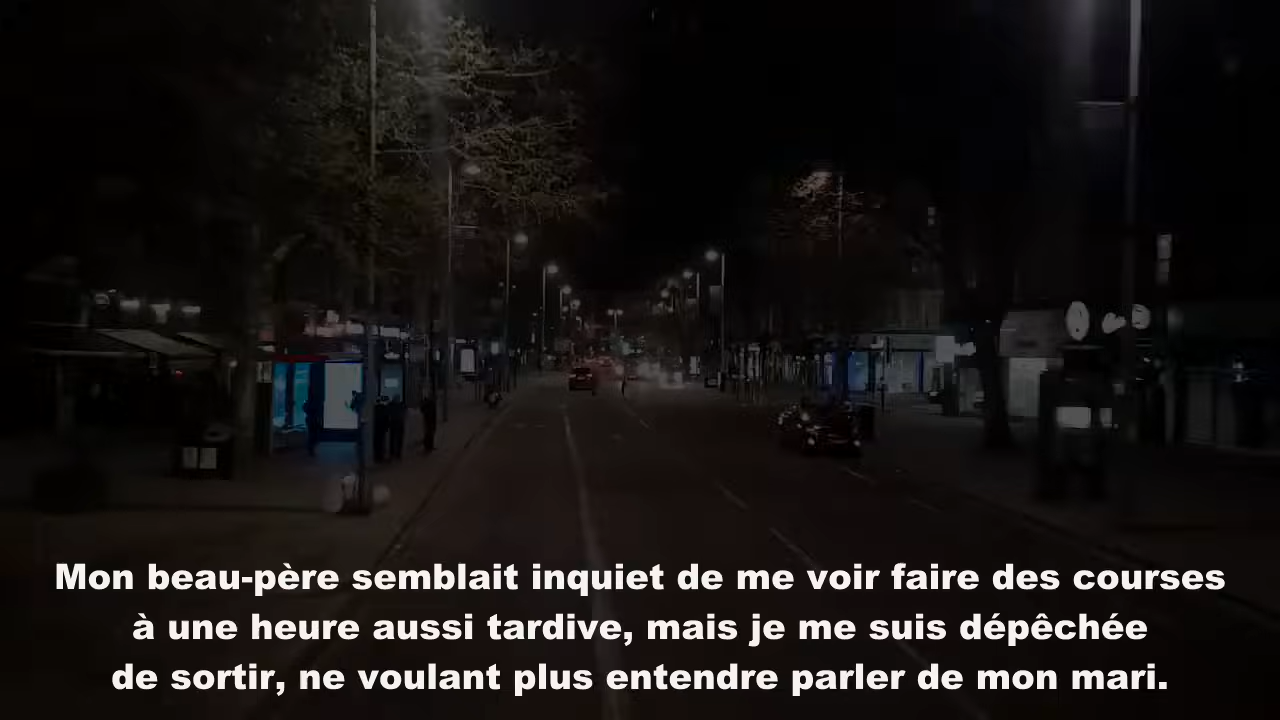 Mon beau-père semblait inquiet de me voir faire des courses
à une heure aussi tardive, mais je me suis dépêchée
de sortir, ne voulant plus entendre parler de mon mari.